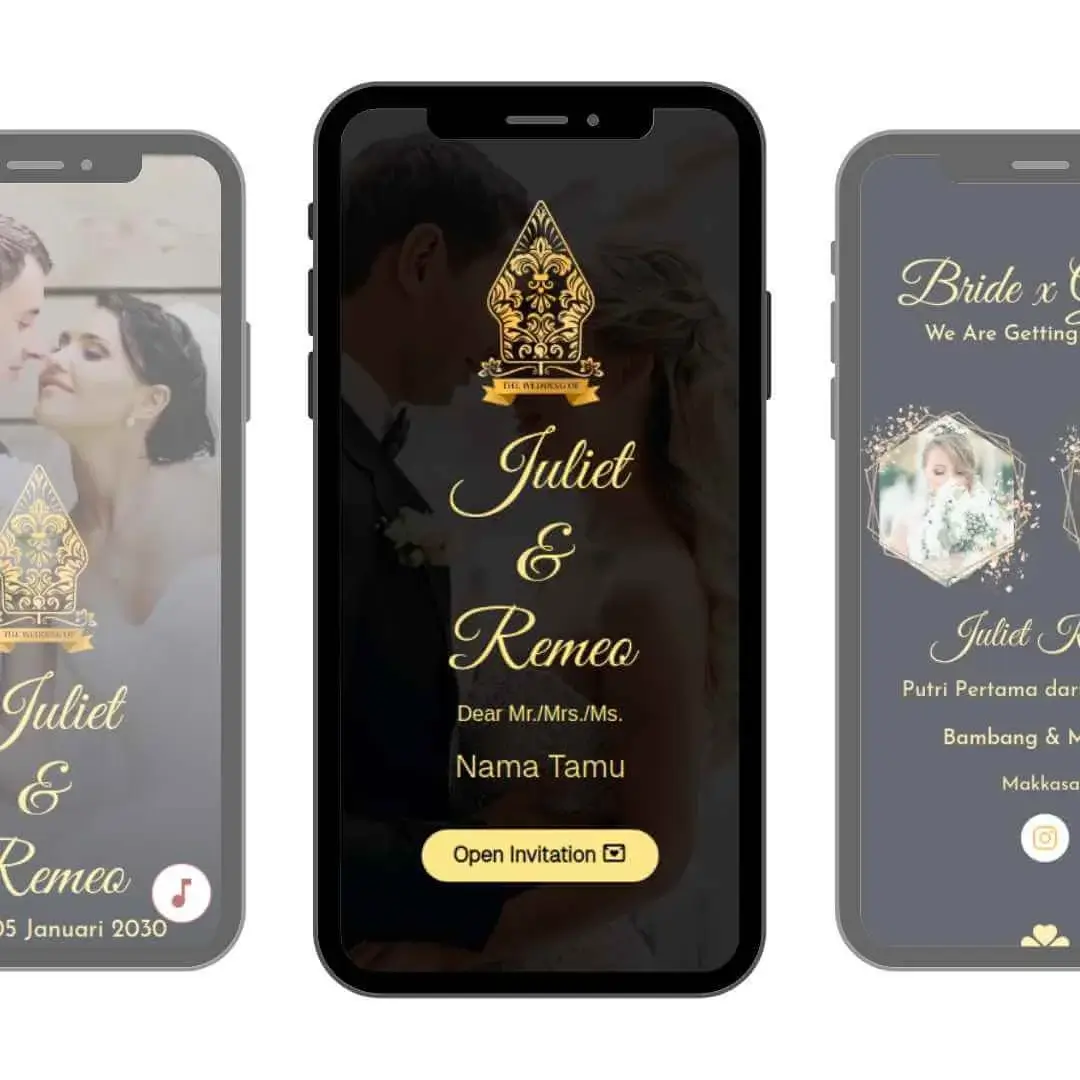 THE WEDDING OF
Juliet
&
Remeo
05 Januari 2030
THE WEDDING OF
Juliet
&
Remeo
Dear Mr./Mrs./Ms.
Nama Tamu
Open Invitation
Bride x
We Are Getting
Juliet
Putri Pertama dar
Bambang & M
Makkasa